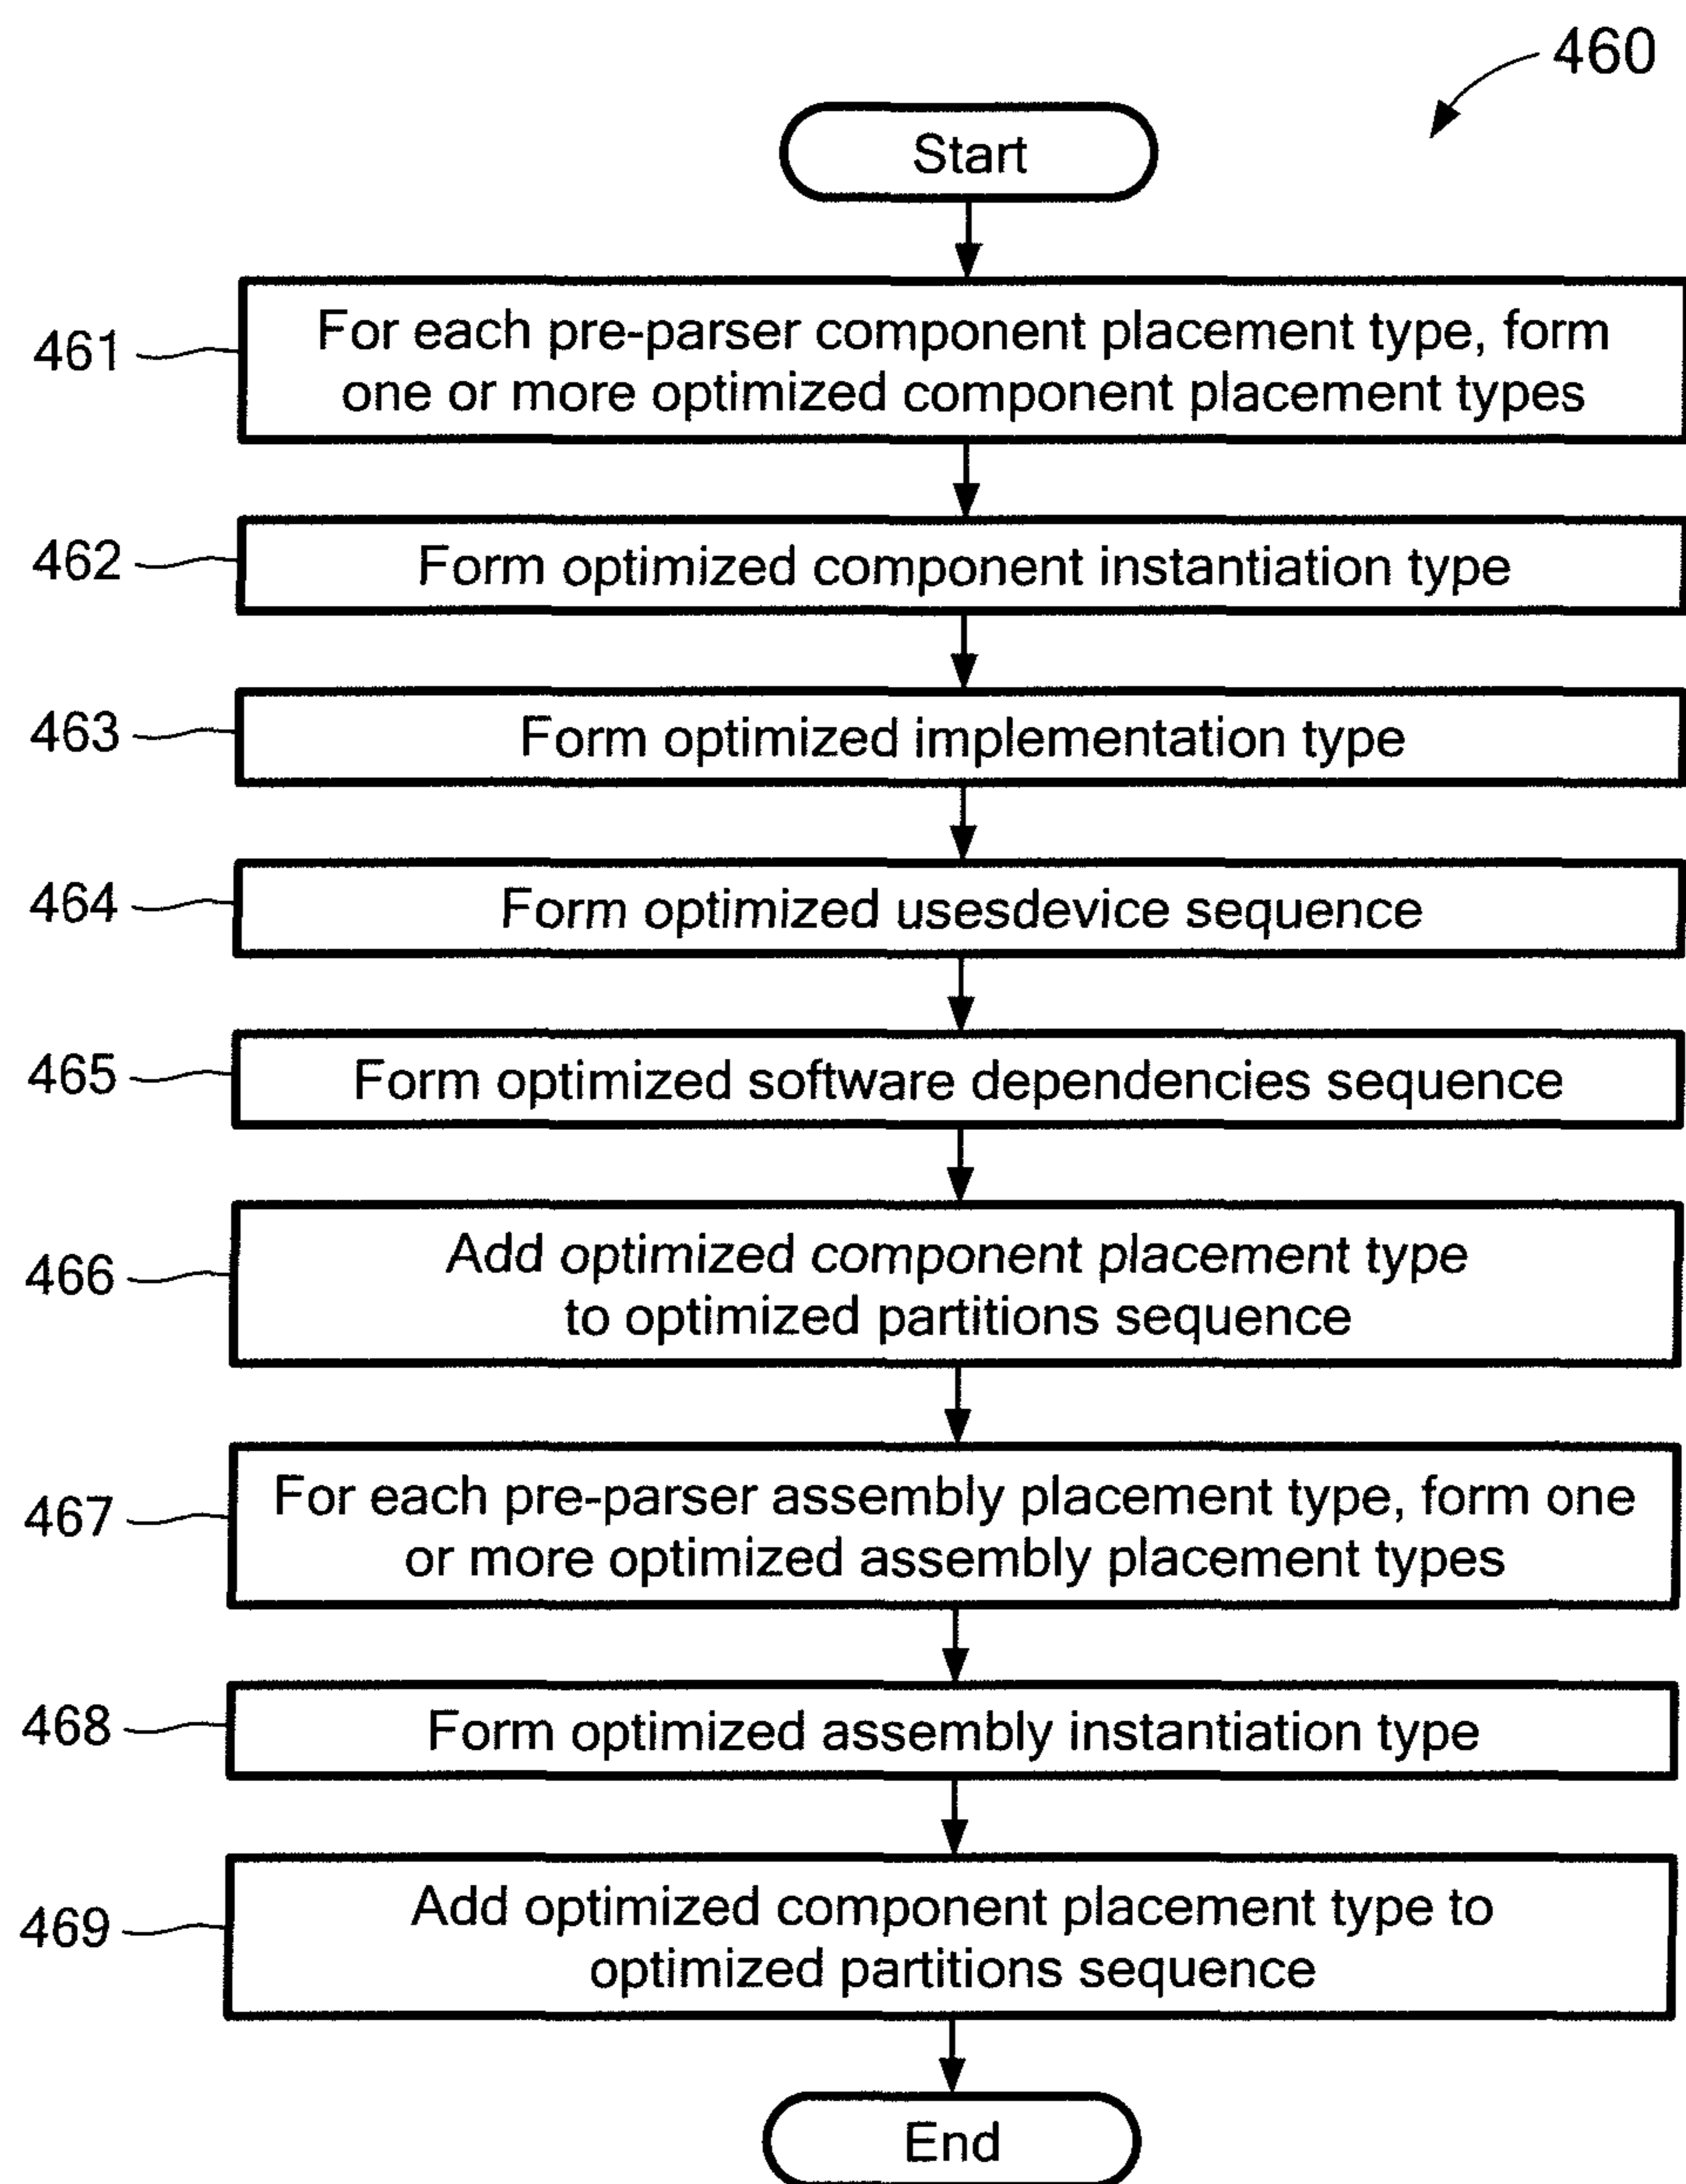 460
Start
461
For each pre-parser component placement type, form
one or more optimized component placement types
462
Form optimized component instantiation type
463
Form optimized implementation type
464
Form optimized usesdevice sequence
465
Form optimized software dependencies sequence
466
Add optimized component placement type
to optimized partitions sequence
467
For each pre-parser assembly placement type, form one
or more optimized assembly placement types
468
Form optimized assembly instantiation type
469
Add optimized component placement type to
optimized partitions sequence
End